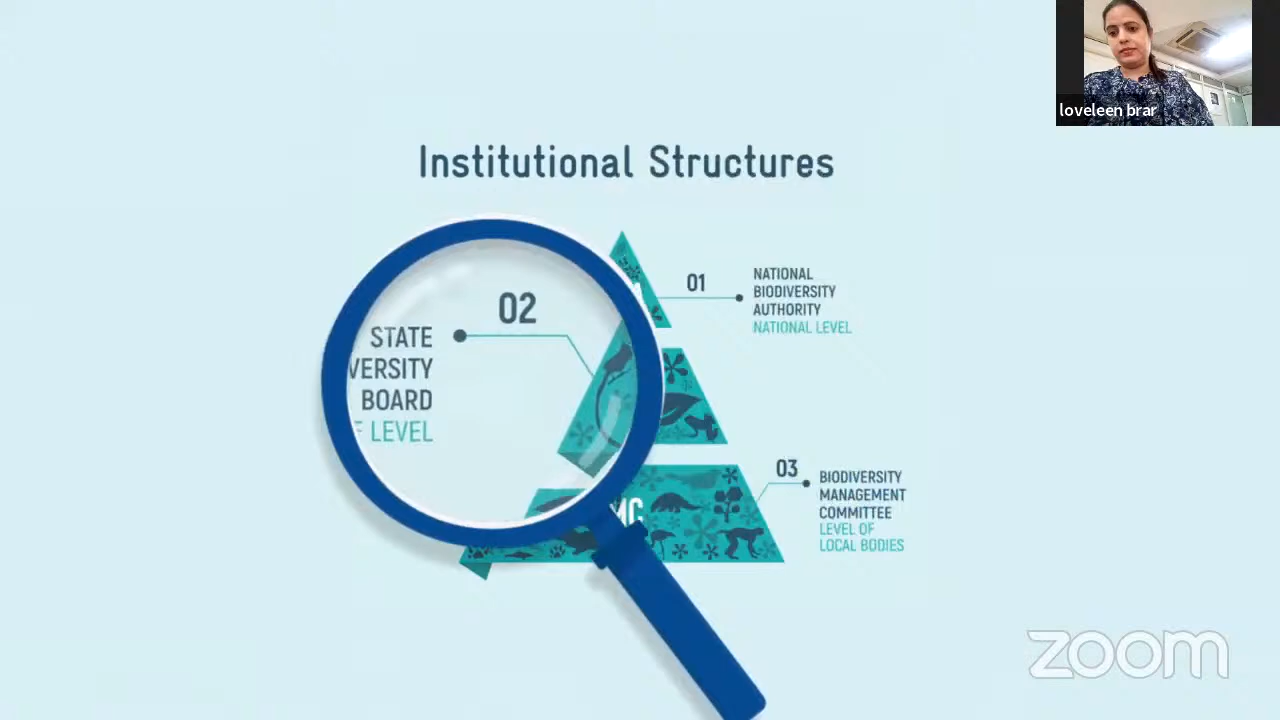 loveleen brar
Institutional Structures
01
NATIONAL
BIODIVERSITY
AUTHORITY
NATIONAL LEVEL
02
STATE
VERSITY
BOARD
LEVEL
03
BIODIVERSITY
MANAGEMENT
COMMITTEE
LEVEL OF
LOCAL BODIES
MC
zoom